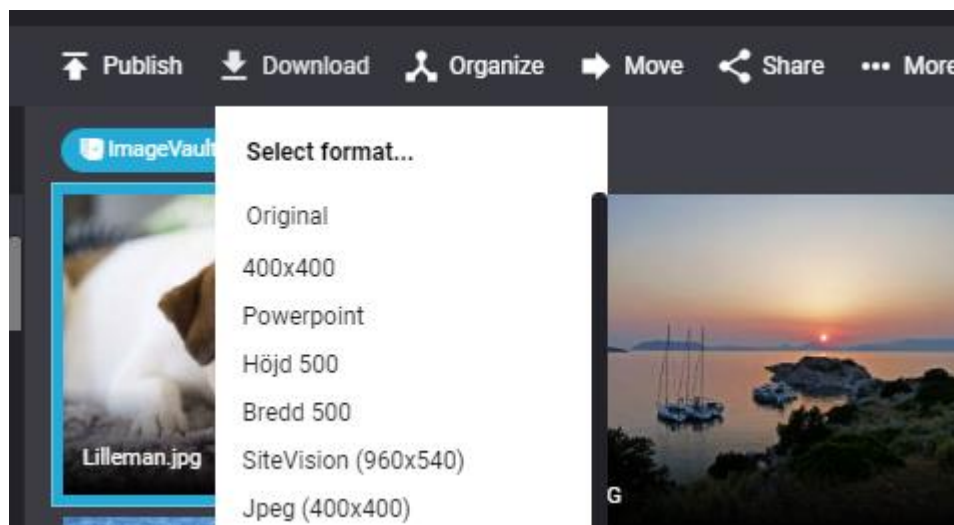 Publish Download Organize Move Share More
ImageVault
Select format...
Original
400x400
Powerpoint
Höjd 500
Bredd 500
SiteVision (960x540)
Jpeg (400x400)
Lilleman.jpg
G